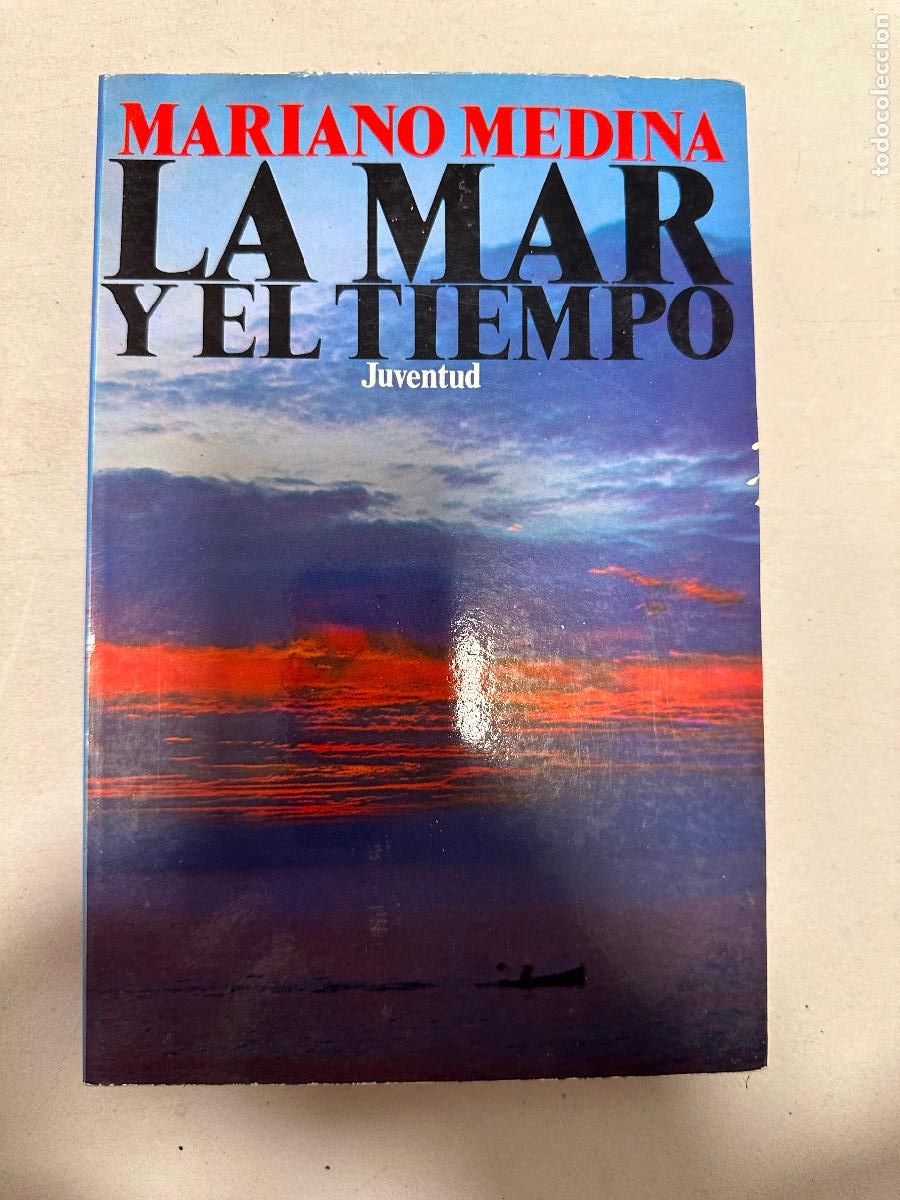 MARIANO MEDINA
LA MAR
Y EL TIEMPO
Juventud
todocoleccion